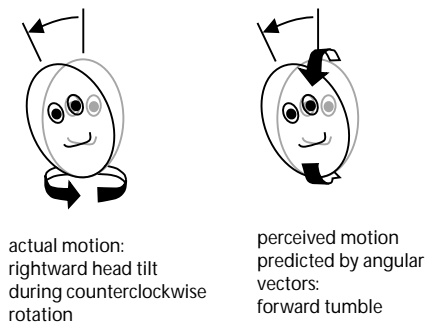 actual motion:
rightward head tilt
during counterclockwise
rotation
perceived motion
predicted by angular
vectors:
forward tumble